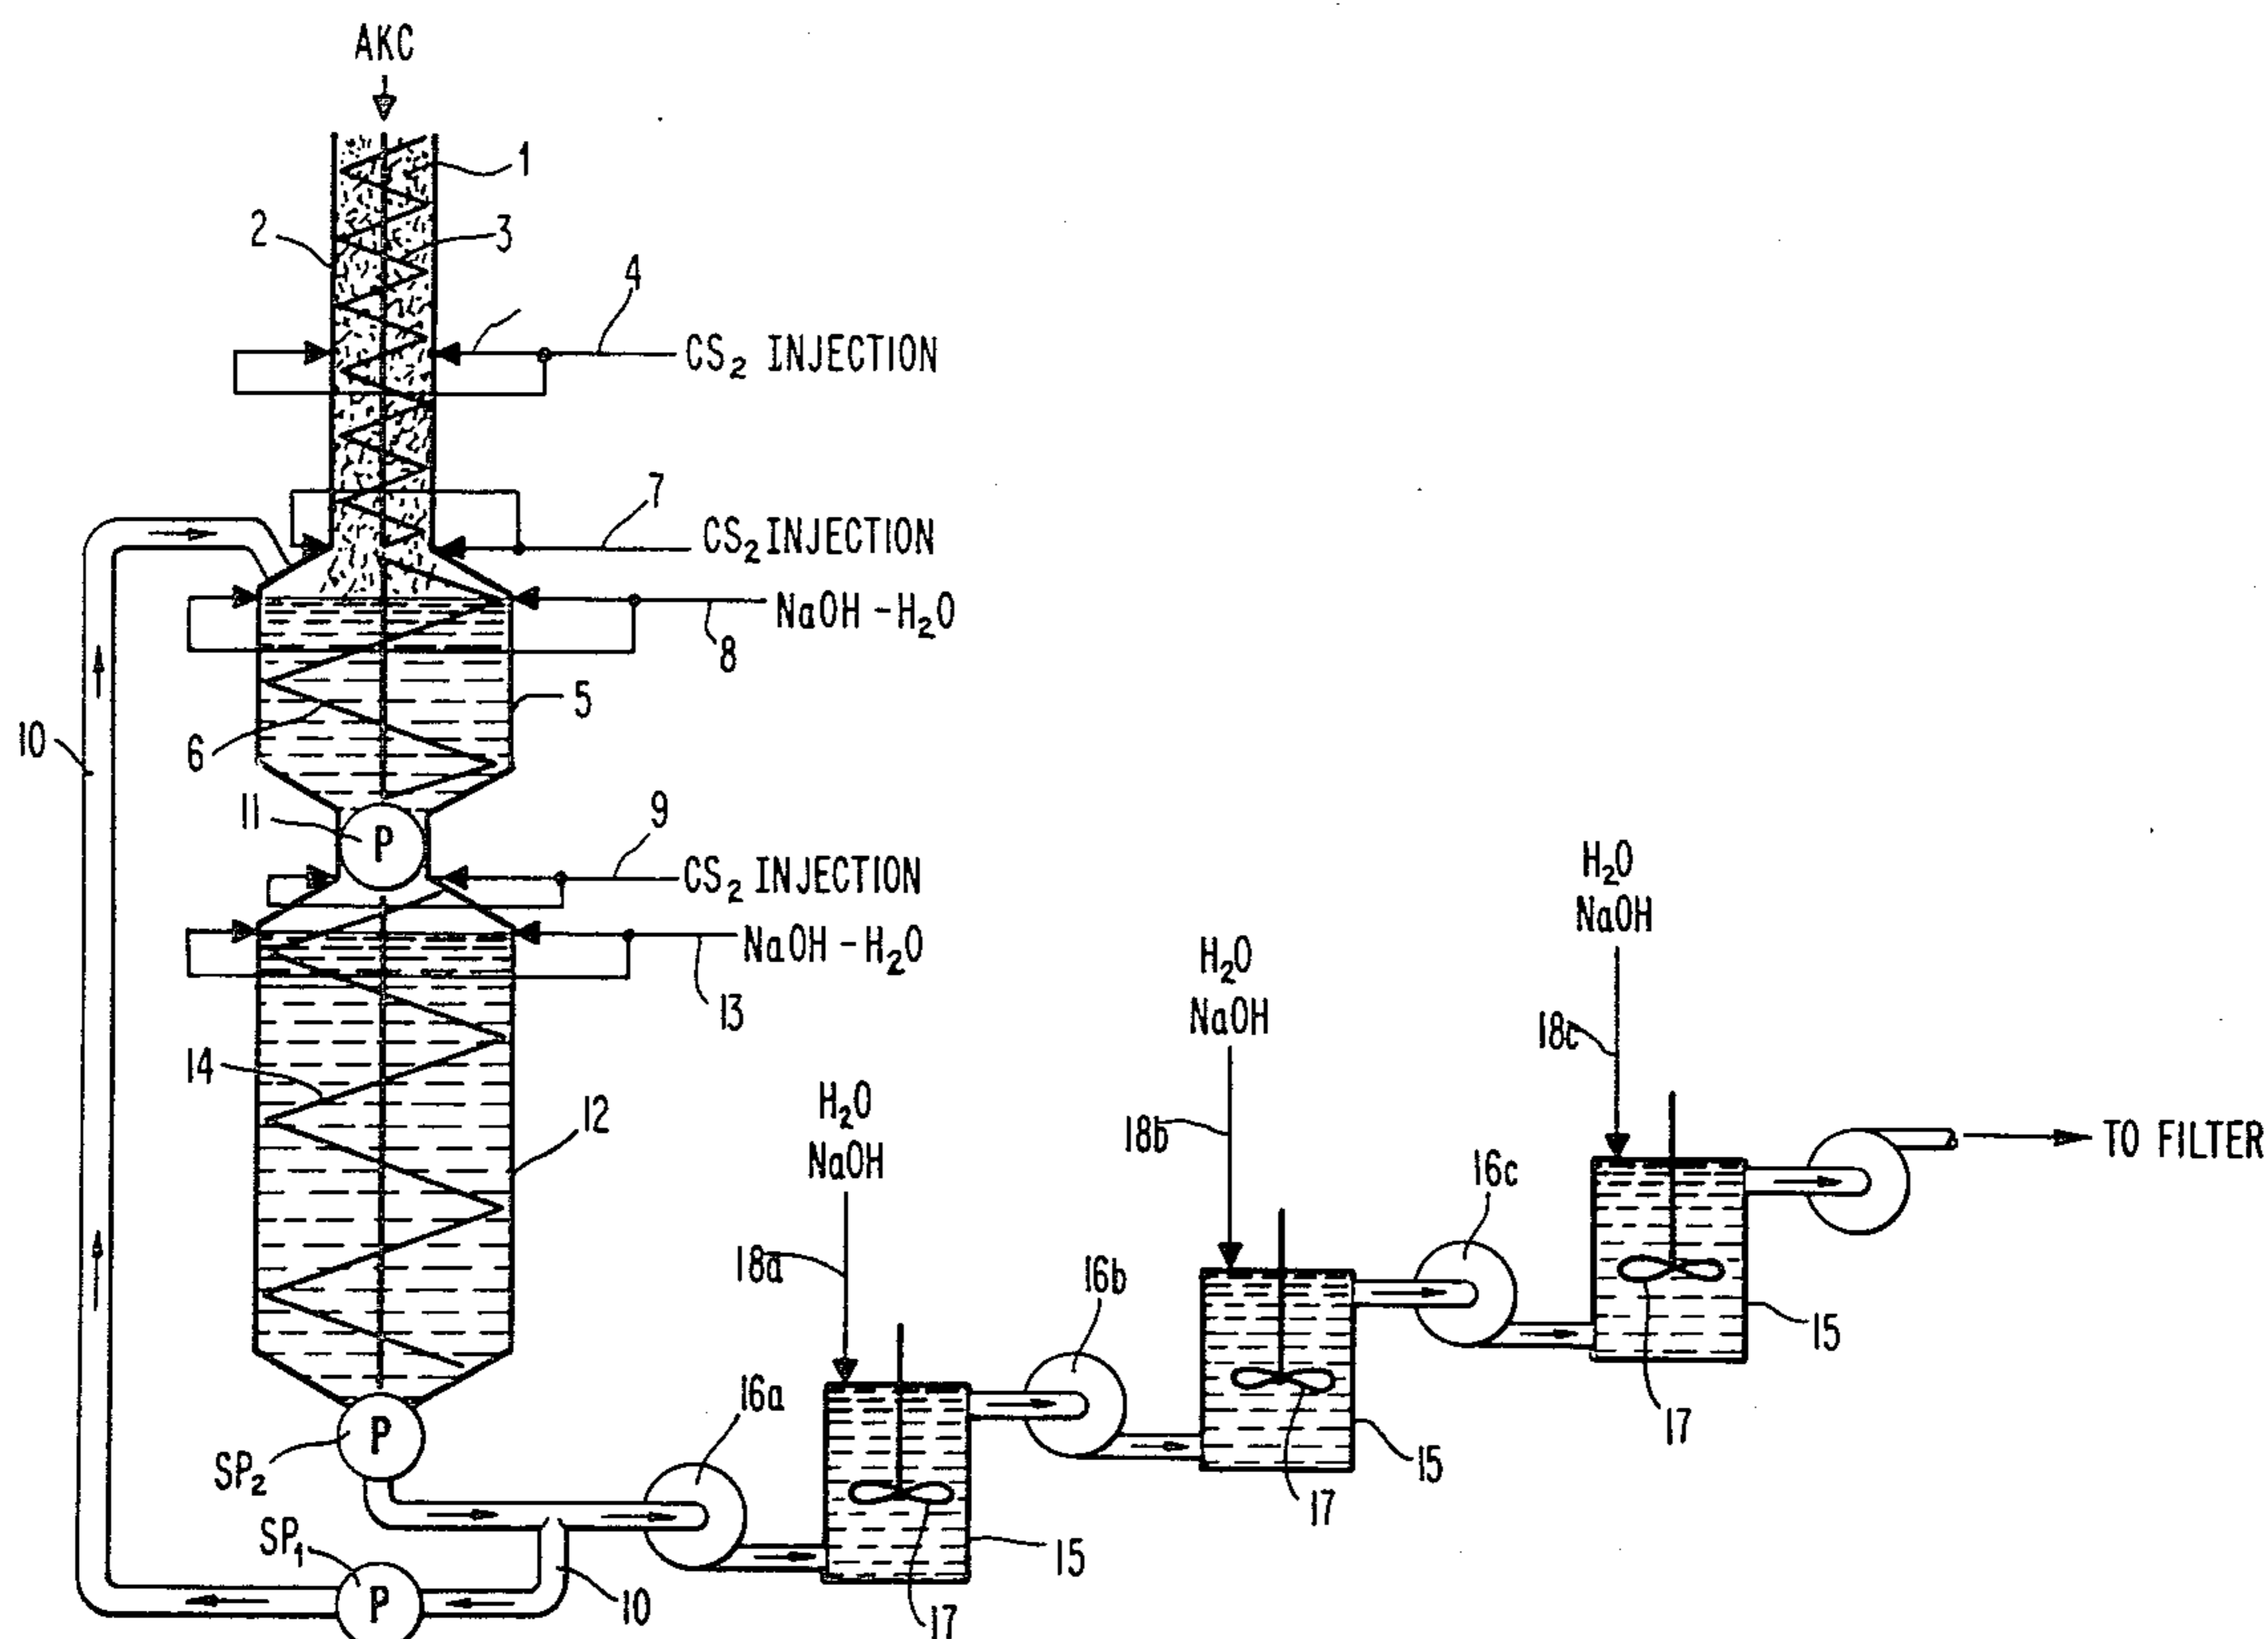 AKC
1
2
3
4
CS₂ INJECTION
7
CS₂ INJECTION
NaOH-H₂O
8
5
10
6
11
P
9
CS₂ INJECTION
NaOH-H₂O
13
14
12
H₂O
NaOH
18a
H₂O
NaOH
18b
H₂O
NaOH
18c
TO FILTER
16a
16b
16c
15
15
15
17
17
17
P
SP₂
SP₁
P
10